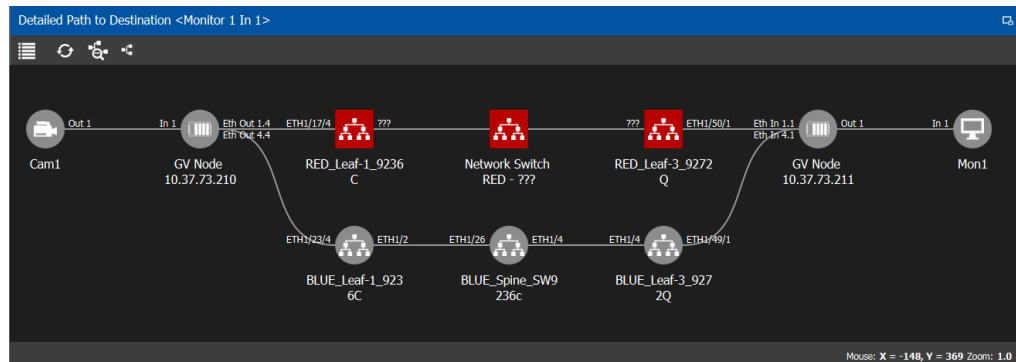 Detailed Path to Destination <Monitor 1 In 1>
Out 1 In 1 Eth Out 1.4 ETH1/17/4 ??? ??? ETH1/50/1 Eth In 1.1 Out 1 In 1
Eth Out 4.4 Eth In 4.1
Cam1 GV Node RED_Leaf-1_9236 Network Switch RED_Leaf-3_9272 GV Node Mon1
10.37.73.210 C RED - ??? Q 10.37.73.211
ETH1/23/4 ETH1/2 ETH1/26 ETH1/4 ETH1/4 ETH1/49/1
BLUE_Leaf-1_923 BLUE_Spine_SW9 BLUE_Leaf-3_927
6C 236c 2Q
Mouse: X = -148, Y = 369 Zoom: 1.0